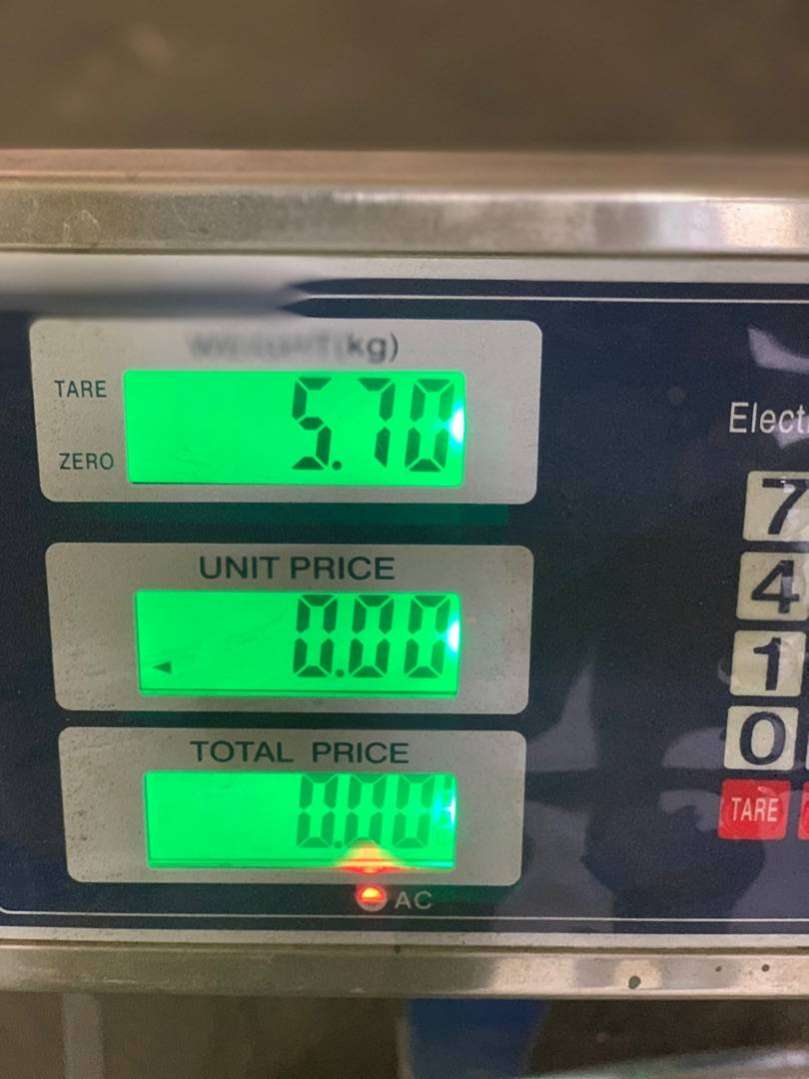 (kg)
TARE
5.70
ZERO
UNIT PRICE
0.00
TOTAL PRICE
0.00
AC
Elect
7
4
1
0
TARE